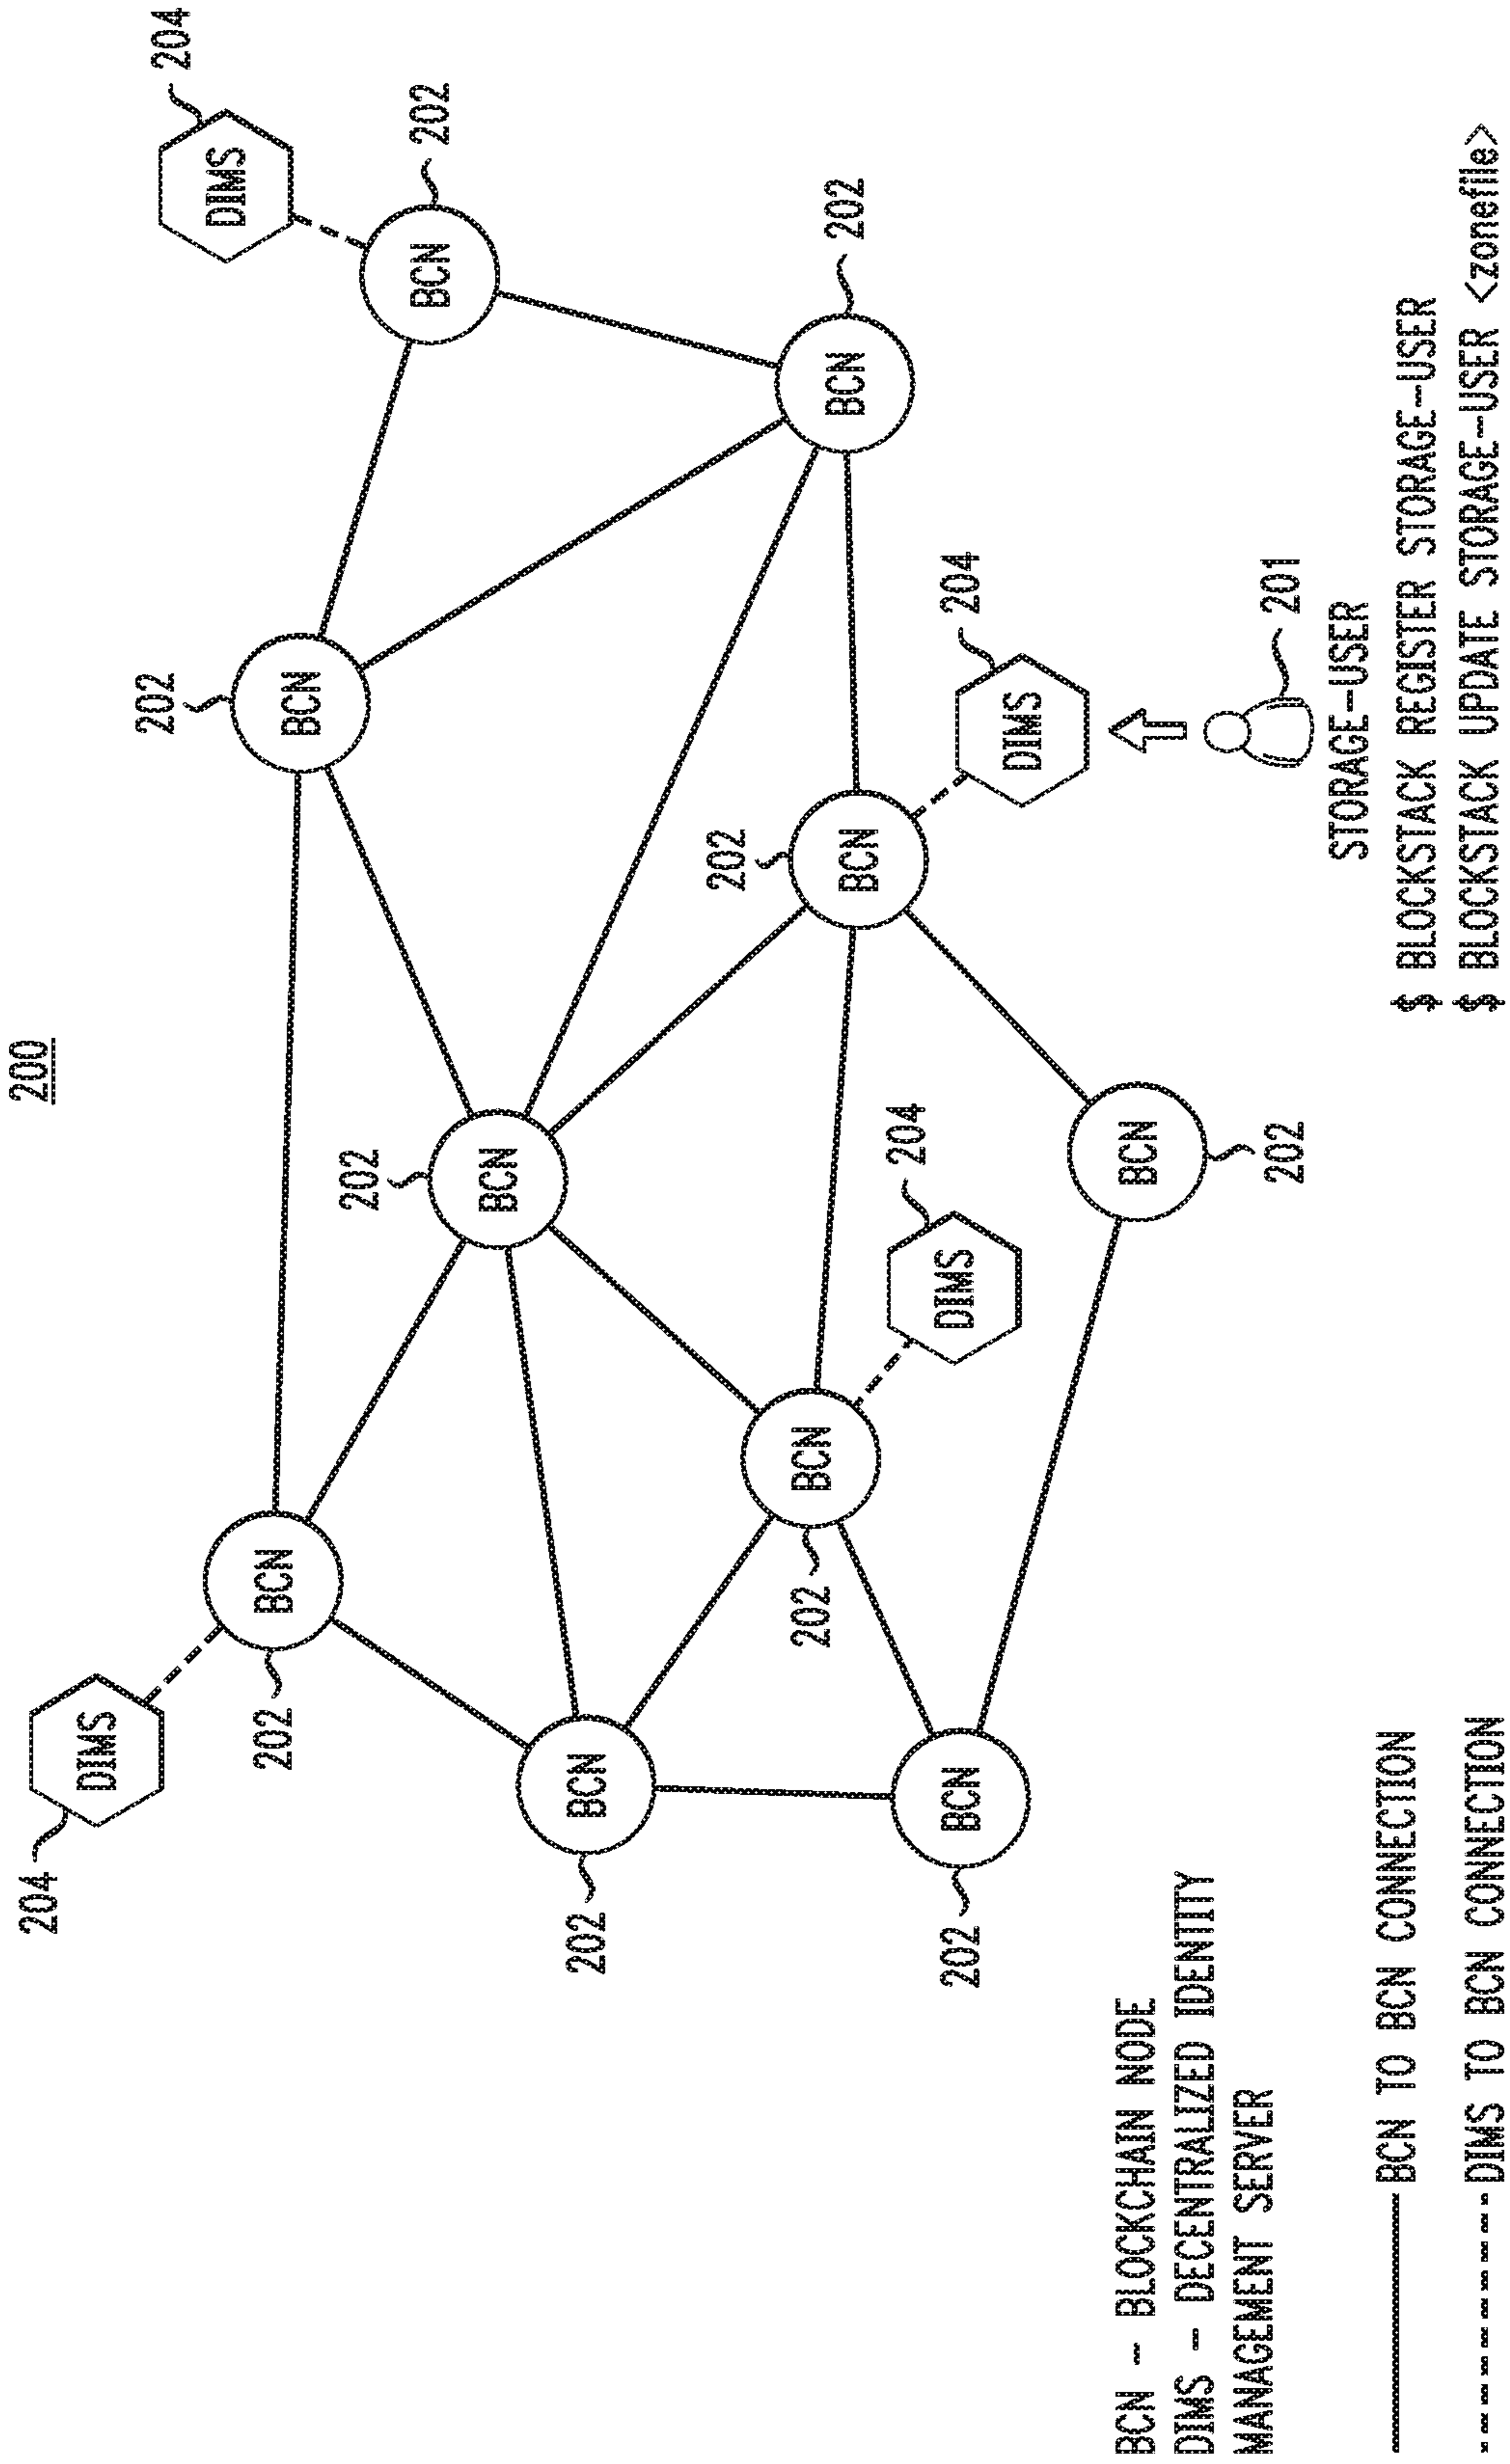 200
204
DIMS
202
204
DIMS
202
BCN
BCN
202
BCN
202
BCN
202
BCN
202
202
BCN
BCN
202
BCN
204
DIMS
202
BCN
204
DIMS
BCN
202
201
STORAGE-USER
$ BLOCKSTACK REGISTER STORAGE-USER
$ BLOCKSTACK UPDATE STORAGE-USER <zonefile>
BCN - BLOCKCHAIN NODE
DIMS - DECENTRALIZED IDENTITY
MANAGEMENT SERVER
BCN TO BCN CONNECTION
DIMS TO BCN CONNECTION